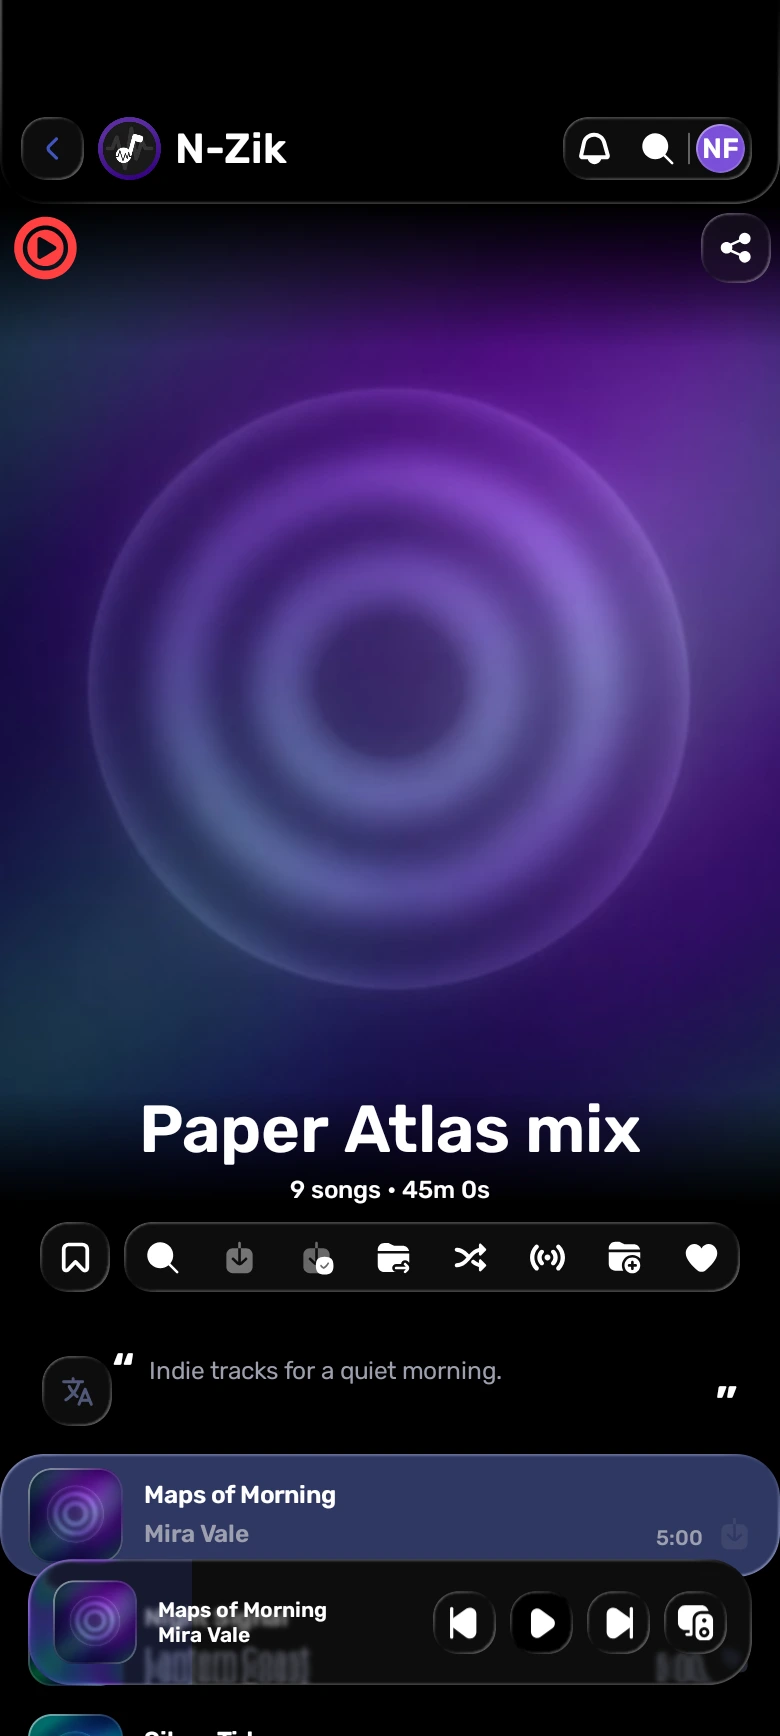 N-Zik
NF
Paper Atlas mix
9 songs • 45m 0s
“ Indie tracks for a quiet morning. ”
Maps of Morning
Mira Vale
5:00
Maps of Morning
Mira Vale